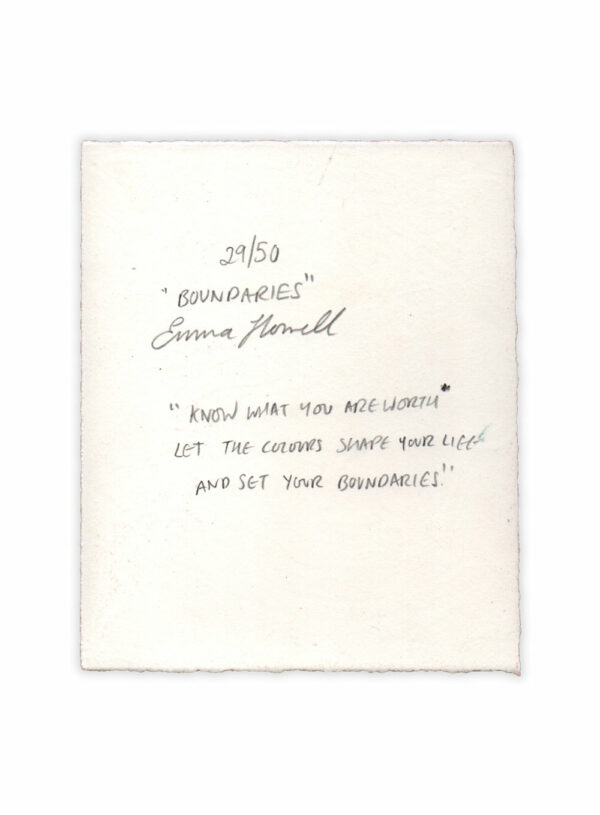 29/50
"BOUNDARIES"
Emma Howell
"KNOW WHAT YOU ARE WORTH
LET THE COLOURS SHAPE YOUR LIFE
AND SET YOUR BOUNDARIES."